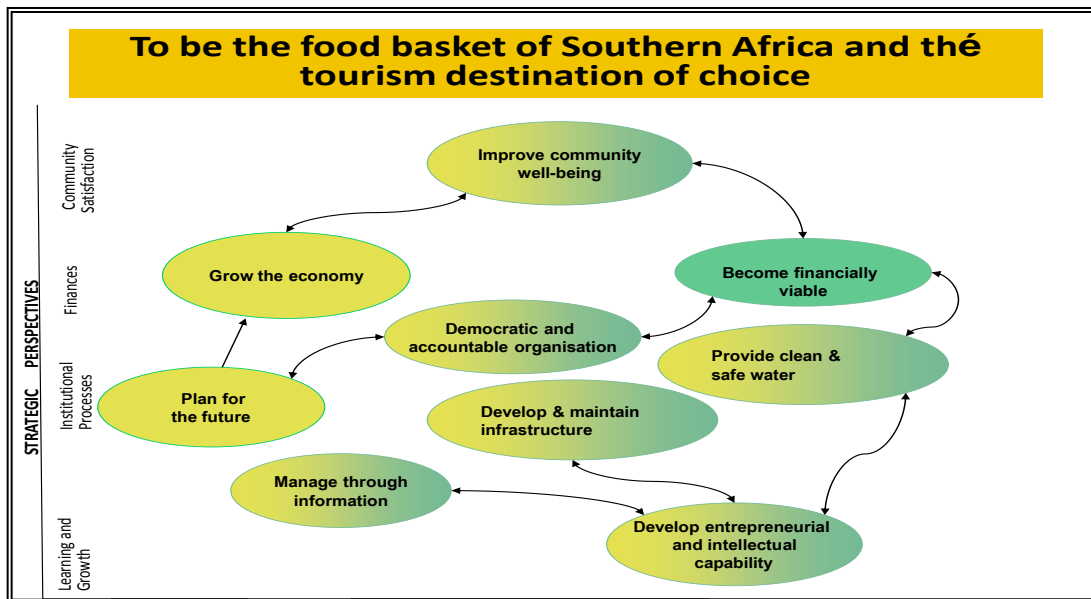 To be the food basket of Southern Africa and thé
tourism destination of choice
STRATEGIC PERSPECTIVES
Community
Satisfaction
Finances
Institutional
Processes
Learning and
Growth
Improve community
well-being
Grow the economy
Become financially
viable
Democratic and
accountable organisation
Provide clean &
safe water
Plan for
the future
Develop & maintain
infrastructure
Manage through
information
Develop entrepreneurial
and intellectual
capability